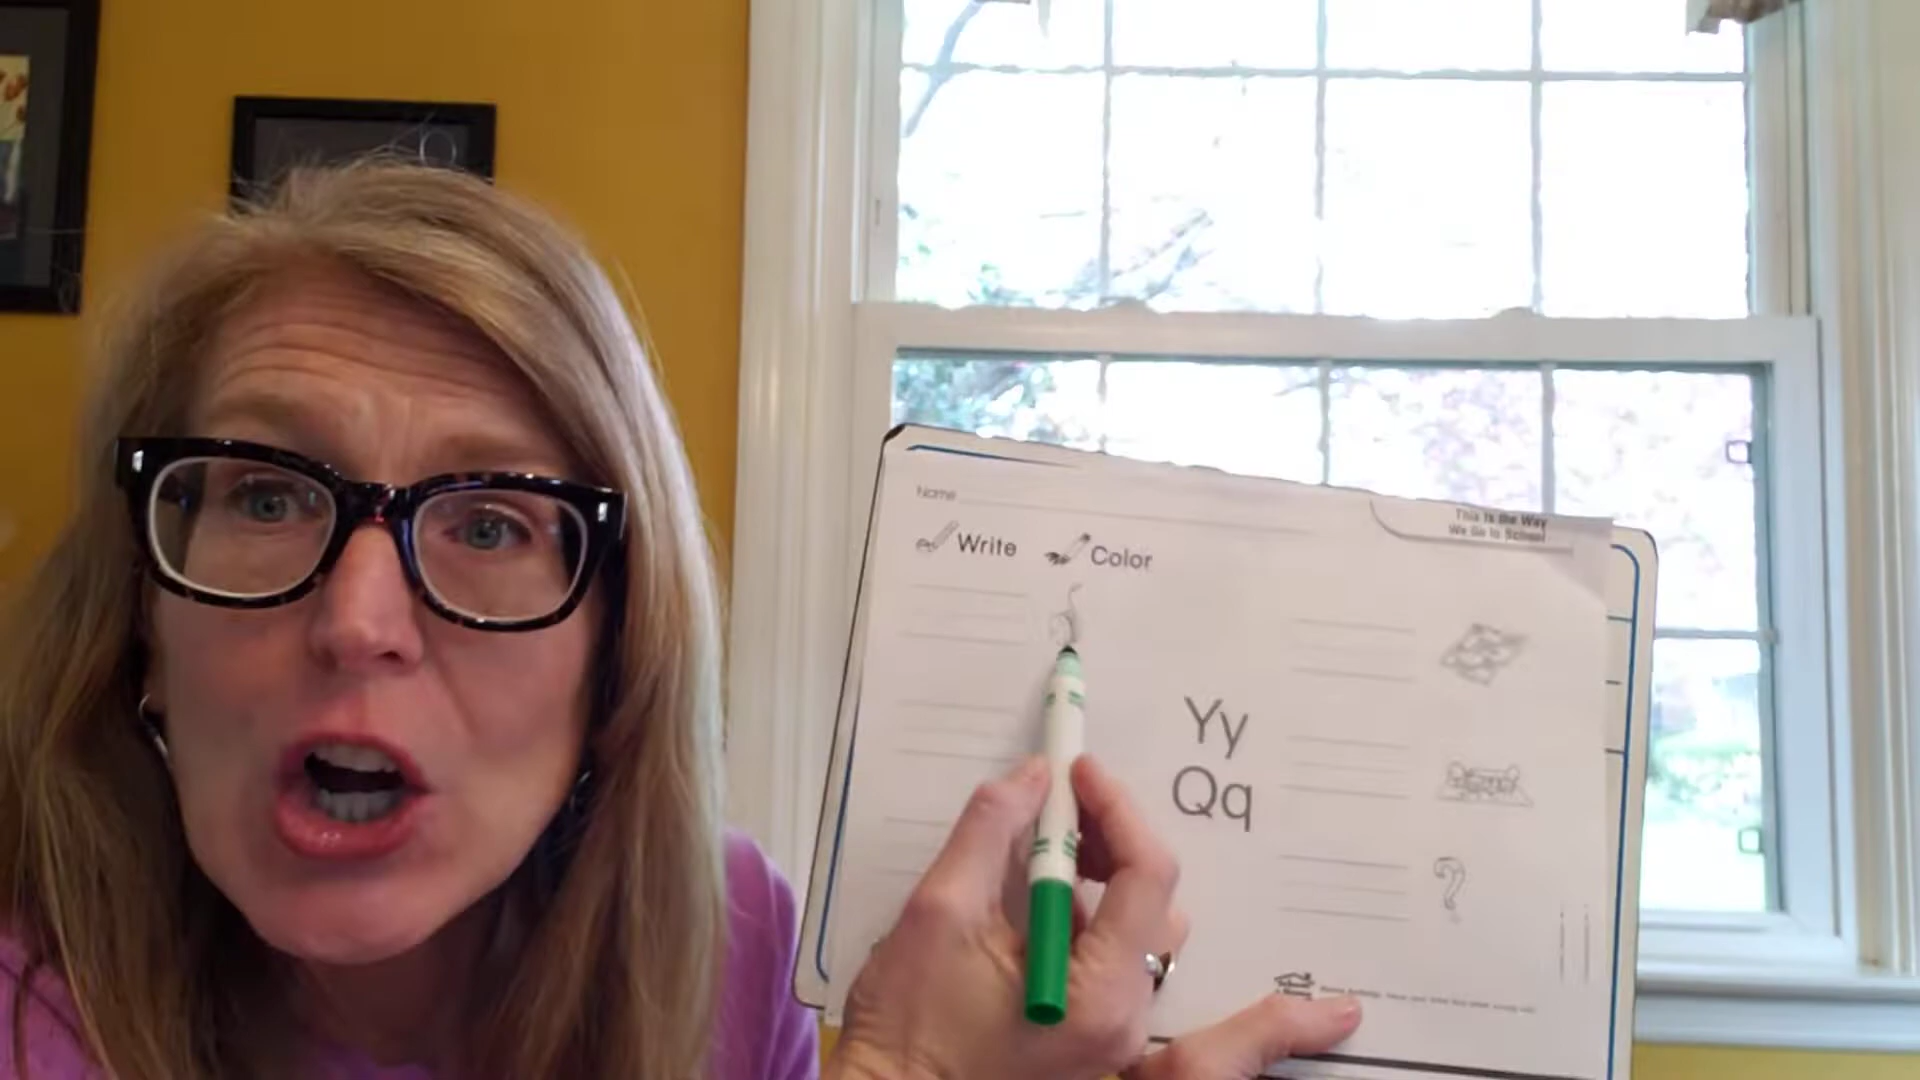 Name
This Is the Way
We Go to School
Write Color
Yy
Qq